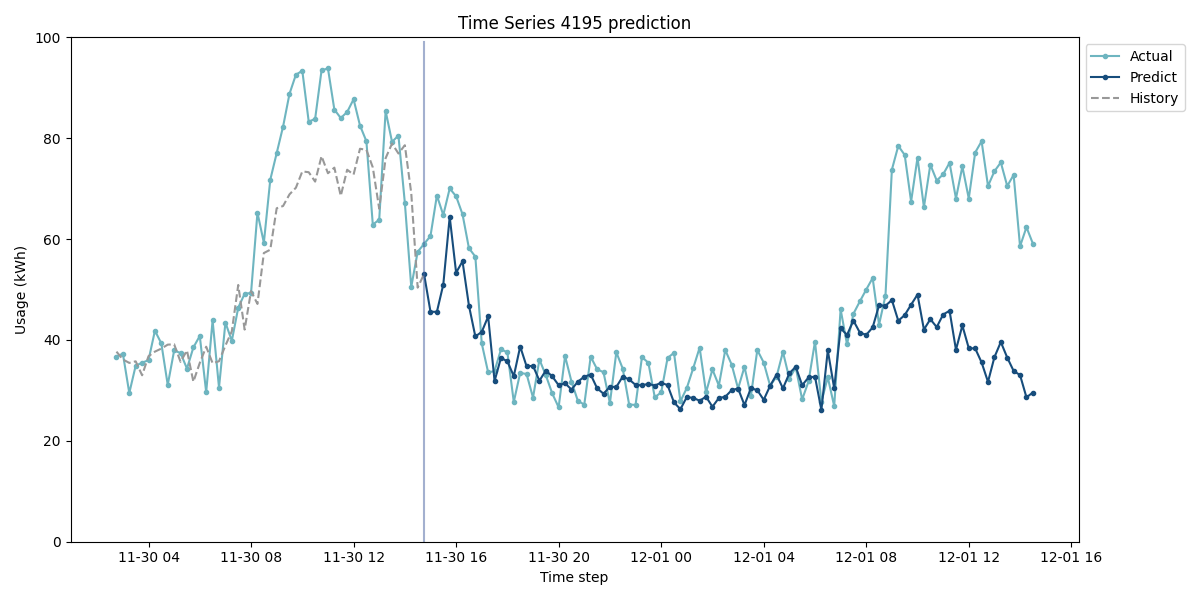 Time Series 4195 prediction
Usage (kWh)
100
80
60
40
20
0
11-30 04
11-30 08
11-30 12
11-30 16
11-30 20
12-01 00
12-01 04
12-01 08
12-01 12
12-01 16
Time step
Actual
Predict
History